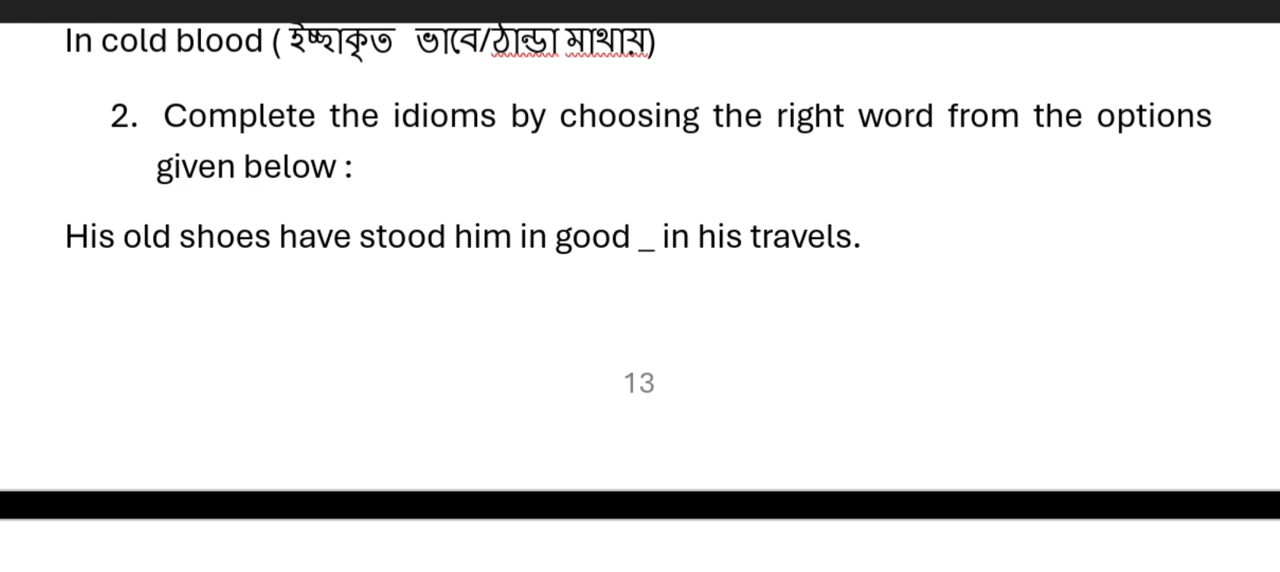 In cold blood ( ইচ্ছাকৃত ভাবে/ঠান্ডা মাথায়)
2. Complete the idioms by choosing the right word from the options
given below :
His old shoes have stood him in good _ in his travels.
13